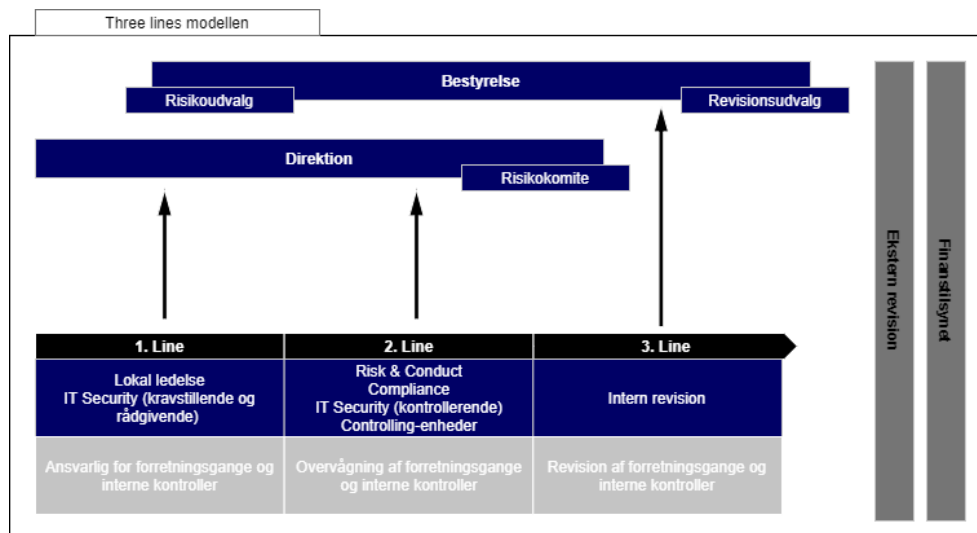 Three lines modellen
Bestyrelse
Risikoudvalg
Revisionsudvalg
Direktion
Risikokomite
1. Line
2. Line
3. Line
Lokal ledelse
IT Security (kravstillende og
rådgivende)
Risk & Conduct
Compliance
IT Security (kontrollerende)
Controlling-enheder
Intern revision
Ansvarlig for forretningsgange og
interne kontroller
Overvågning af forretningsgange
og interne kontroller
Revision af forretningsgange og
interne kontroller
Ekstern revision
Finanstilsynet